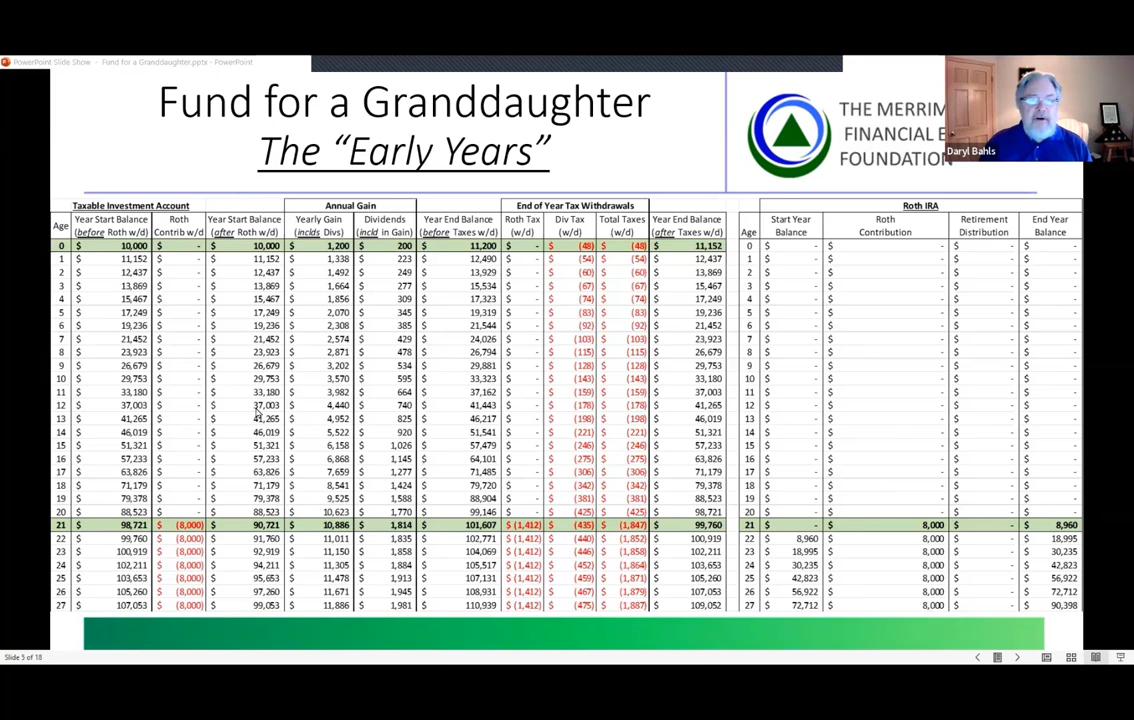 PowerPoint Slide Show - Fund for a Granddaughter.pptx - PowerPoint
Fund for a Granddaughter
The "Early Years"
THE MERRIM
FINANCIAL E
FOUNDATION
Daryl Bahls
Taxable Investment Account Annual Gain End of Year Tax Withdrawals Roth IRA
Age Year Start Balance (before Roth w/d) Roth Contrib w/d Year Start Balance (after Roth w/d) Yearly Gain (inclds Divs) Dividends (incld in Gain) Year End Balance (before Taxes w/d) Roth Tax (w/d) Div Tax (w/d) Total Taxes (w/d) Year End Balance (after Taxes w/d) Age Start Year Balance Roth Contribution Retirement Distribution End Year Balance
0 $ 10,000 $ - $ 10,000 $ 1,200 $ 200 $ 11,200 $ - $ (48) $ (48) $ 11,152 0 $ - $ - $ - $ -
1 $ 11,152 $ - $ 11,152 $ 1,338 $ 223 $ 12,490 $ - $ (54) $ (54) $ 12,437 1 $ - $ - $ - $ -
2 $ 12,437 $ - $ 12,437 $ 1,492 $ 249 $ 13,929 $ - $ (60) $ (60) $ 13,869 2 $ - $ - $ - $ -
3 $ 13,869 $ - $ 13,869 $ 1,664 $ 277 $ 15,534 $ - $ (67) $ (67) $ 15,467 3 $ - $ - $ - $ -
4 $ 15,467 $ - $ 15,467 $ 1,856 $ 309 $ 17,323 $ - $ (74) $ (74) $ 17,249 4 $ - $ - $ - $ -
5 $ 17,249 $ - $ 17,249 $ 2,070 $ 345 $ 19,319 $ - $ (83) $ (83) $ 19,236 5 $ - $ - $ - $ -
6 $ 19,236 $ - $ 19,236 $ 2,308 $ 385 $ 21,544 $ - $ (92) $ (92) $ 21,452 6 $ - $ - $ - $ -
7 $ 21,452 $ - $ 21,452 $ 2,574 $ 429 $ 24,026 $ - $ (103) $ (103) $ 23,923 7 $ - $ - $ - $ -
8 $ 23,923 $ - $ 23,923 $ 2,871 $ 478 $ 26,794 $ - $ (115) $ (115) $ 26,679 8 $ - $ - $ - $ -
9 $ 26,679 $ - $ 26,679 $ 3,202 $ 534 $ 29,881 $ - $ (128) $ (128) $ 29,753 9 $ - $ - $ - $ -
10 $ 29,753 $ - $ 29,753 $ 3,570 $ 595 $ 33,323 $ - $ (143) $ (143) $ 33,180 10 $ - $ - $ - $ -
11 $ 33,180 $ - $ 33,180 $ 3,982 $ 664 $ 37,162 $ - $ (159) $ (159) $ 37,003 11 $ - $ - $ - $ -
12 $ 37,003 $ - $ 37,003 $ 4,440 $ 740 $ 41,443 $ - $ (178) $ (178) $ 41,265 12 $ - $ - $ - $ -
13 $ 41,265 $ - $ 41,265 $ 4,952 $ 825 $ 46,217 $ - $ (198) $ (198) $ 46,019 13 $ - $ - $ - $ -
14 $ 46,019 $ - $ 46,019 $ 5,522 $ 920 $ 51,541 $ - $ (221) $ (221) $ 51,321 14 $ - $ - $ - $ -
15 $ 51,321 $ - $ 51,321 $ 6,158 $ 1,026 $ 57,479 $ - $ (246) $ (246) $ 57,233 15 $ - $ - $ - $ -
16 $ 57,233 $ - $ 57,233 $ 6,868 $ 1,145 $ 64,101 $ - $ (275) $ (275) $ 63,826 16 $ - $ - $ - $ -
17 $ 63,826 $ - $ 63,826 $ 7,659 $ 1,277 $ 71,485 $ - $ (306) $ (306) $ 71,179 17 $ - $ - $ - $ -
18 $ 71,179 $ - $ 71,179 $ 8,541 $ 1,424 $ 79,720 $ - $ (342) $ (342) $ 79,378 18 $ - $ - $ - $ -
19 $ 79,378 $ - $ 79,378 $ 9,525 $ 1,588 $ 88,904 $ - $ (381) $ (381) $ 88,523 19 $ - $ - $ - $ -
20 $ 88,523 $ - $ 88,523 $ 10,623 $ 1,770 $ 99,146 $ - $ (425) $ (425) $ 98,721 20 $ - $ - $ - $ -
21 $ 98,721 $ (8,000) $ 90,721 $ 10,886 $ 1,814 $ 101,607 $ (1,412) $ (435) $ (1,847) $ 99,760 21 $ - $ 8,000 $ - $ 8,960
22 $ 99,760 $ (8,000) $ 91,760 $ 11,011 $ 1,835 $ 102,771 $ (1,412) $ (440) $ (1,852) $ 100,919 22 $ 8,960 $ 8,000 $ - $ 18,995
23 $ 100,919 $ (8,000) $ 92,919 $ 11,150 $ 1,858 $ 104,069 $ (1,412) $ (446) $ (1,858) $ 102,211 23 $ 18,995 $ 8,000 $ - $ 30,235
24 $ 102,211 $ (8,000) $ 94,211 $ 11,305 $ 1,884 $ 105,517 $ (1,412) $ (452) $ (1,864) $ 103,653 24 $ 30,235 $ 8,000 $ - $ 42,823
25 $ 103,653 $ (8,000) $ 95,653 $ 11,478 $ 1,913 $ 107,131 $ (1,412) $ (459) $ (1,871) $ 105,260 25 $ 42,823 $ 8,000 $ - $ 56,922
26 $ 105,260 $ (8,000) $ 97,260 $ 11,671 $ 1,945 $ 108,931 $ (1,412) $ (467) $ (1,879) $ 107,053 26 $ 56,922 $ 8,000 $ - $ 72,712
27 $ 107,053 $ (8,000) $ 99,053 $ 11,886 $ 1,981 $ 110,939 $ (1,412) $ (475) $ (1,887) $ 109,052 27 $ 72,712 $ 8,000 $ - $ 90,398
Slide 5 of 18